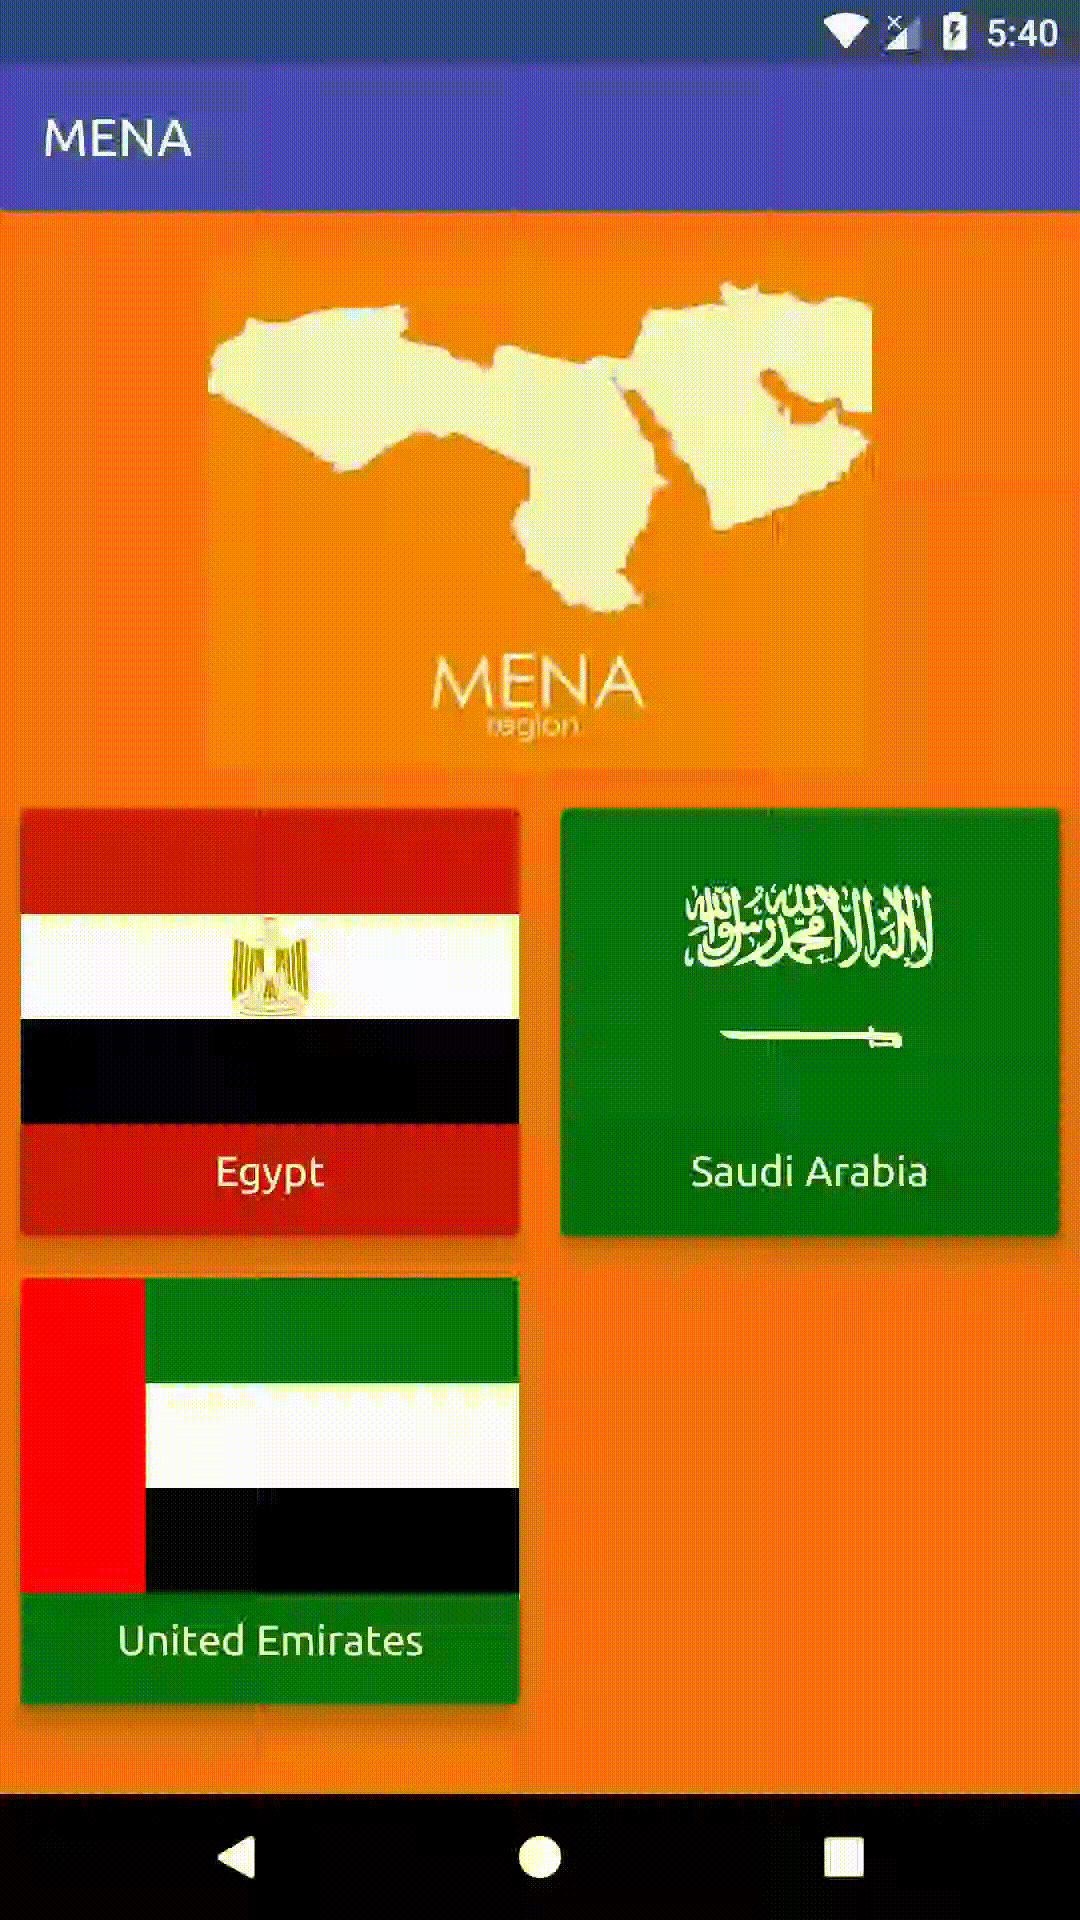 5:40
MENA
MENA
region
Egypt
لا إله إلا الله محمد رسول الله
Saudi Arabia
United Emirates